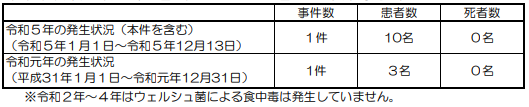 事件数 患者数 死者数
令和5年の発生状況（本件を含む） 1件 10名 0名
（令和5年1月1日～令和5年12月13日）
令和元年の発生状況 1件 3名 0名
（平成31年1月1日～令和元年12月31日）
※令和2年～4年はウェルシュ菌による食中毒は発生していません。